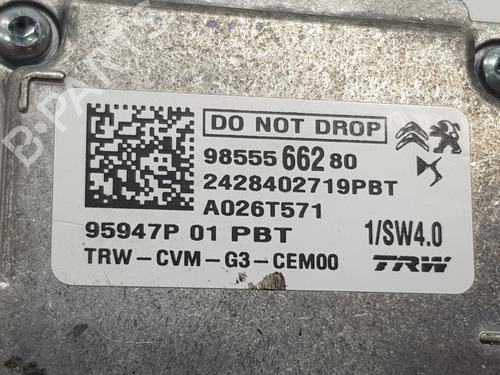 DO NOT DROP
98555 662 80
2428402719PBT
A026T571
95947P 01 PBT 1/SW4.0
TRW-CVM-G3-CEM00 TRW
B-PARTS